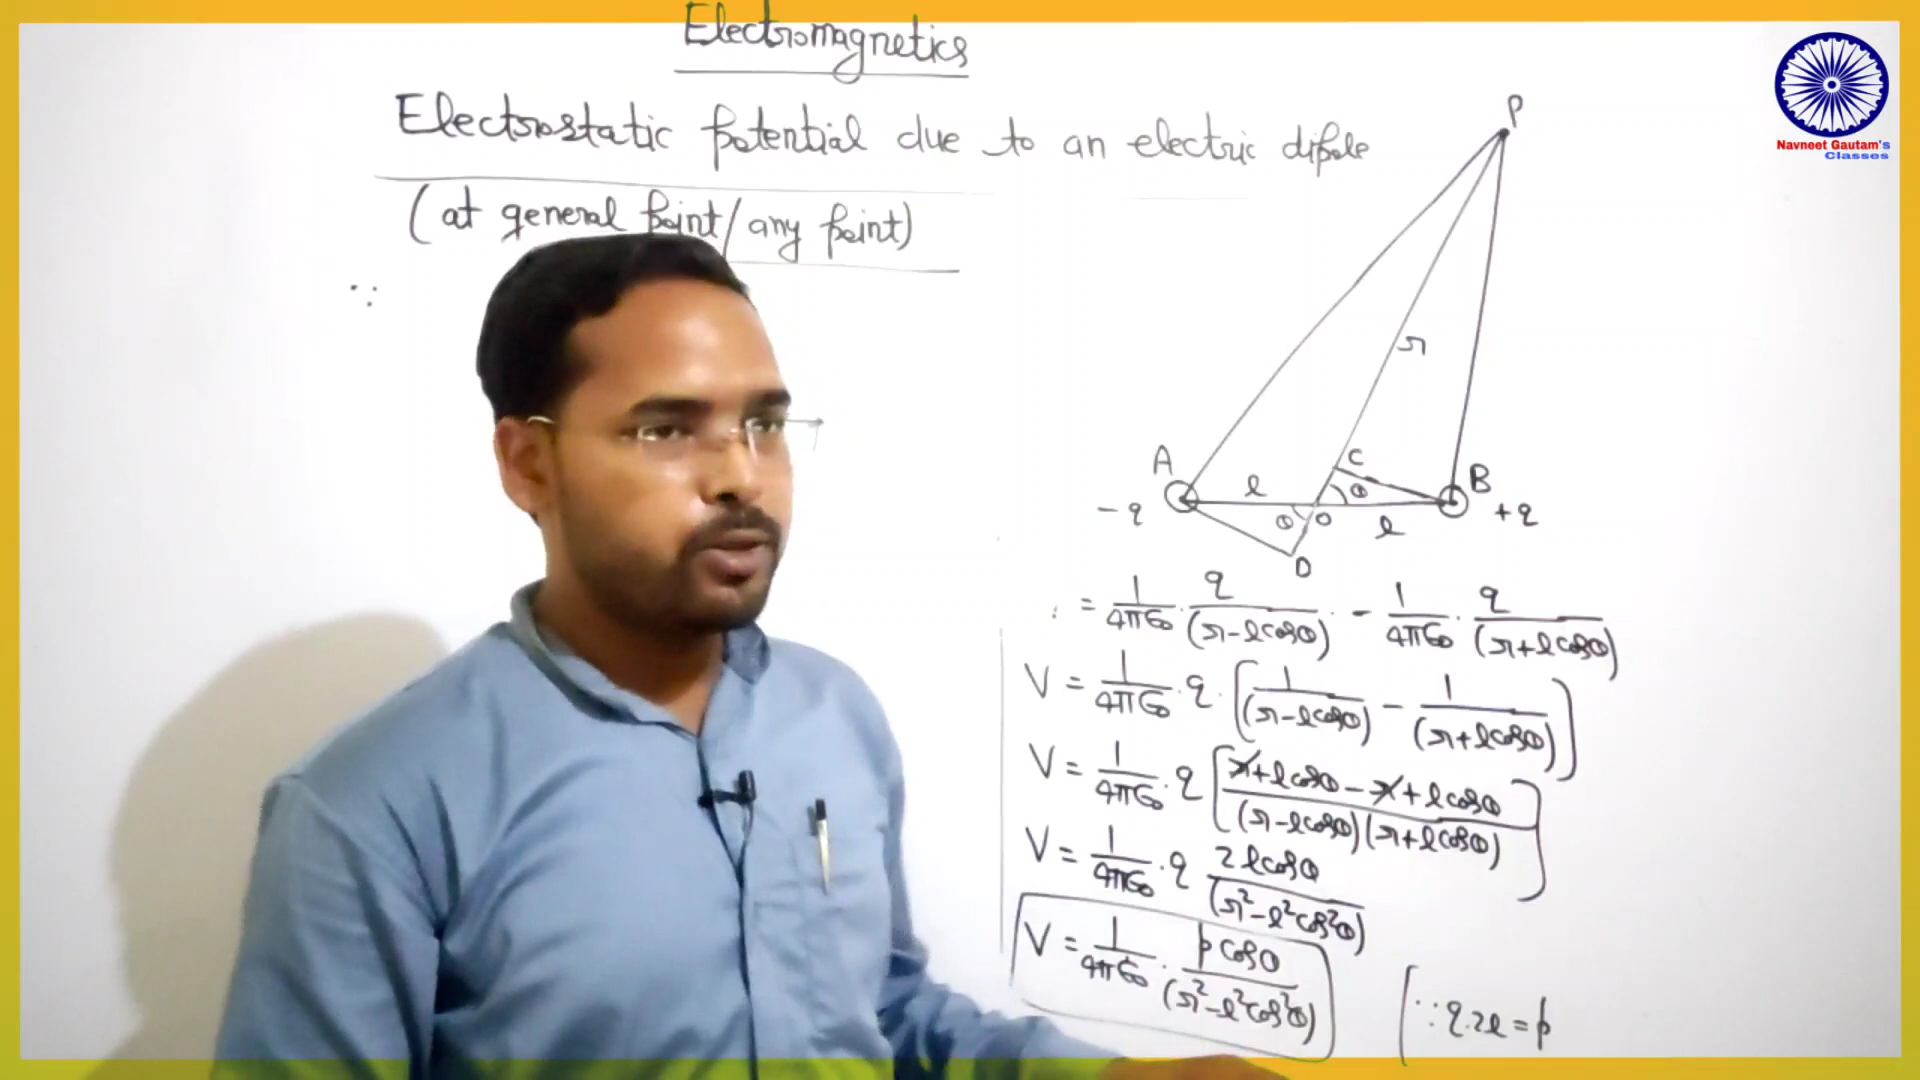 Electromagnetics
Electrostatic potential due to an electric dipole
(at general point/any point)
∵
Navneet Gautam's
Classes
P
r
A
C
B
l
θ
-q
θ
O
l
+q
D
= 1/4πϵ₀ · q/(r-lcosθ) - 1/4πϵ₀ · q/(r+lcosθ)
V = 1/4πϵ₀ · q · [1/(r-lcosθ) - 1/(r+lcosθ)]
V = 1/4πϵ₀ · q [r+lcosθ-r+lcosθ/(r-lcosθ)(r+lcosθ)]
V = 1/4πϵ₀ · q 2lcosθ/(r²-l²cos²θ)
V = 1/4πϵ₀ · p cosθ/(r²-l²cos²θ)
[∵ q.2l = p